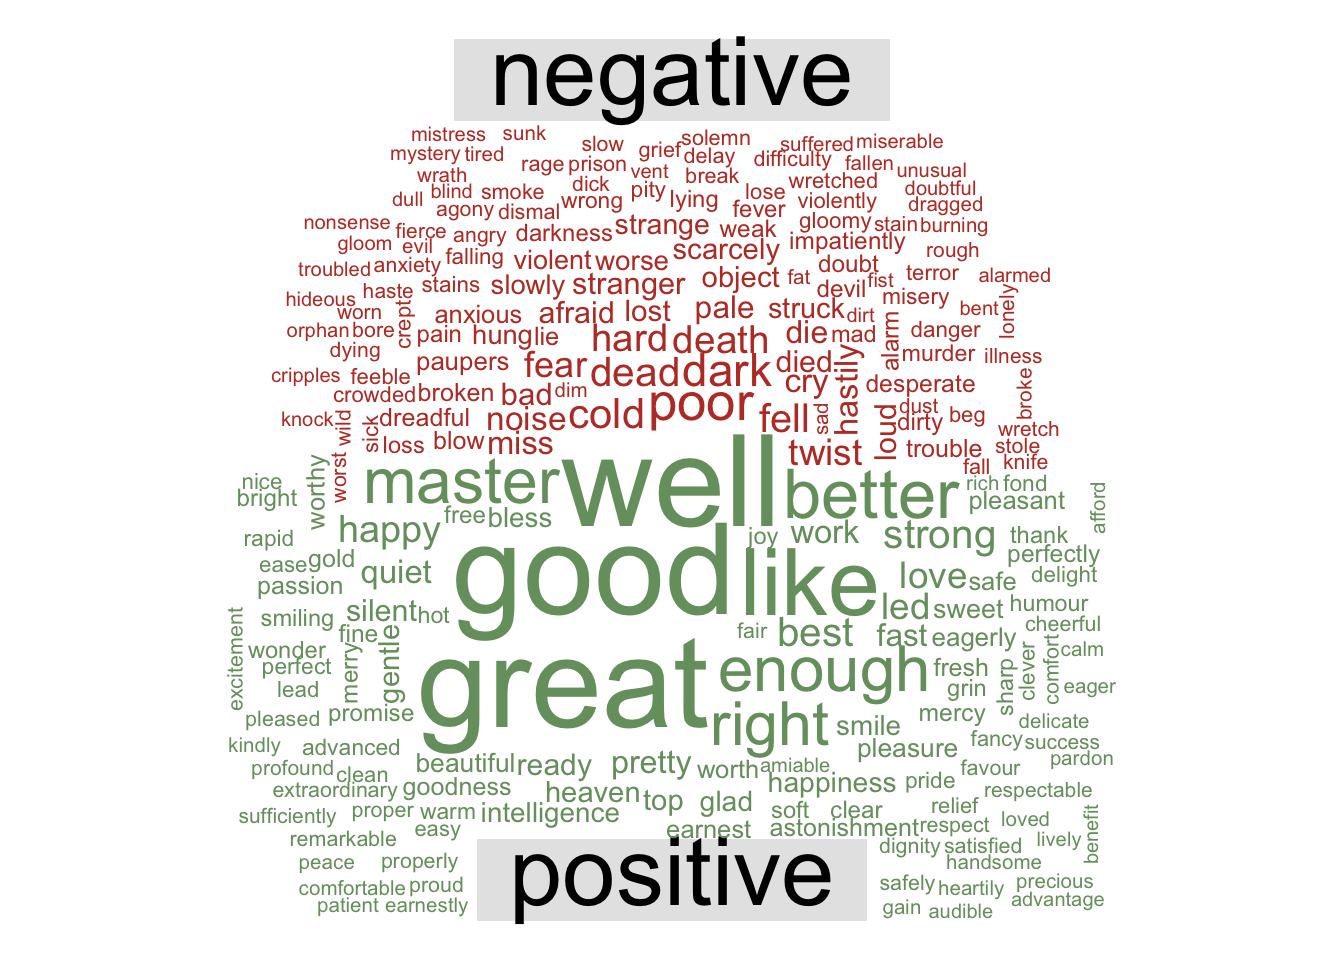 negative
mistress sunk slow solemn suffered miserable
mystery tired rage prison grief delay difficulty fallen unusual
wrath dick vent break wretched doubtful
dull blind smoke wrong pity lying lose violently dragged
agony dismal fever
nonsense fierce angry darkness strange weak gloomy stain burning
gloom evil falling violent worse scarcely impatiently rough
troubled anxiety stains slowly stranger object fat doubt fist terror alarmed
hideous haste crept anxious afraid lost pale struck devil misery bent lonely
worn dirt
orphan bore pain hung lie hard death die mad alarm danger
dying paupers fear dead dark died hastily murder illness
cripples feeble cry desperate
crowded broken bad dim poor sad dust broke
knock wild sick dreadful noise cold fell loud dirty beg wretch
worst loss blow miss twist trouble stole
fall knife
nice worthy master well better rich fond
bright pleasant afford
happy free bless joy work strong thank
rapid perfectly
ease gold quiet good like love safe delight
passion
smiling silent hot led sweet humour
excitement fine fair best fast eagerly cheerful
wonder merry gentle great enough fresh sharp clever comfort calm
perfect
lead grin eager
pleased promise right smile mercy delicate
kindly advanced pleasure fancy success
profound clean beautiful ready pretty worth amiable favour pardon
extraordinary goodness heaven happiness pride respectable
sufficiently proper warm intelligence top glad soft clear relief loved benefit
remarkable easy earnest astonishment respect lively
peace properly dignity satisfied
handsome
positive
comfortable proud safely heartily precious
patient earnestly gain audible advantage